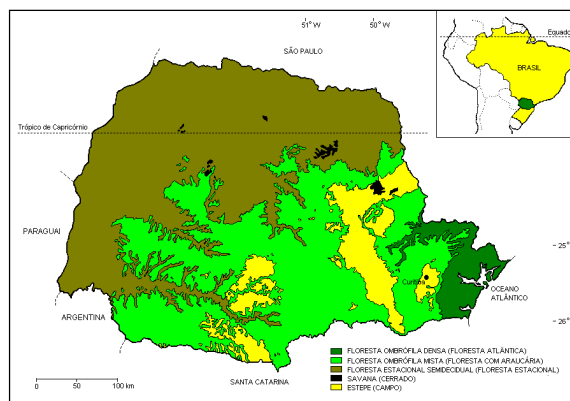 51° W
50° W
SÃO PAULO
Equador
BRASIL
Trópico de Capricórnio
PARAGUAI
25°
Curitiba
OCEANO
ATLÂNTICO
ARGENTINA
26°
FLORESTA OMBRÓFILA DENSA (FLORESTA ATLÂNTICA)
FLORESTA OMBRÓFILA MISTA (FLORESTA COM ARAUCÁRIA)
FLORESTA ESTACIONAL SEMIDECIDUAL (FLORESTA ESTACIONAL)
SAVANA (CERRADO)
ESTEPE (CAMPO)
0 50 100 km
SANTA CATARINA